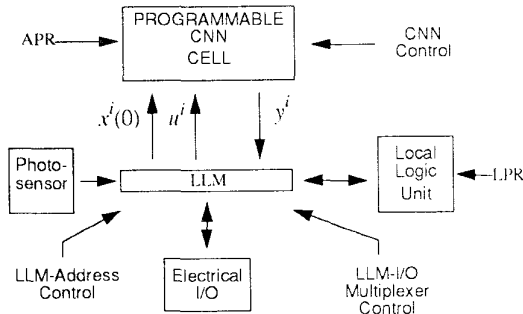 PROGRAMMABLE
CNN
CELL
APR
CNN
Control
x^i(0)
u^i
y^i
Photo-
sensor
LLM
Local
Logic
Unit
LPR
LLM-Address
Control
Electrical
I/O
LLM-I/O
Multiplexer
Control